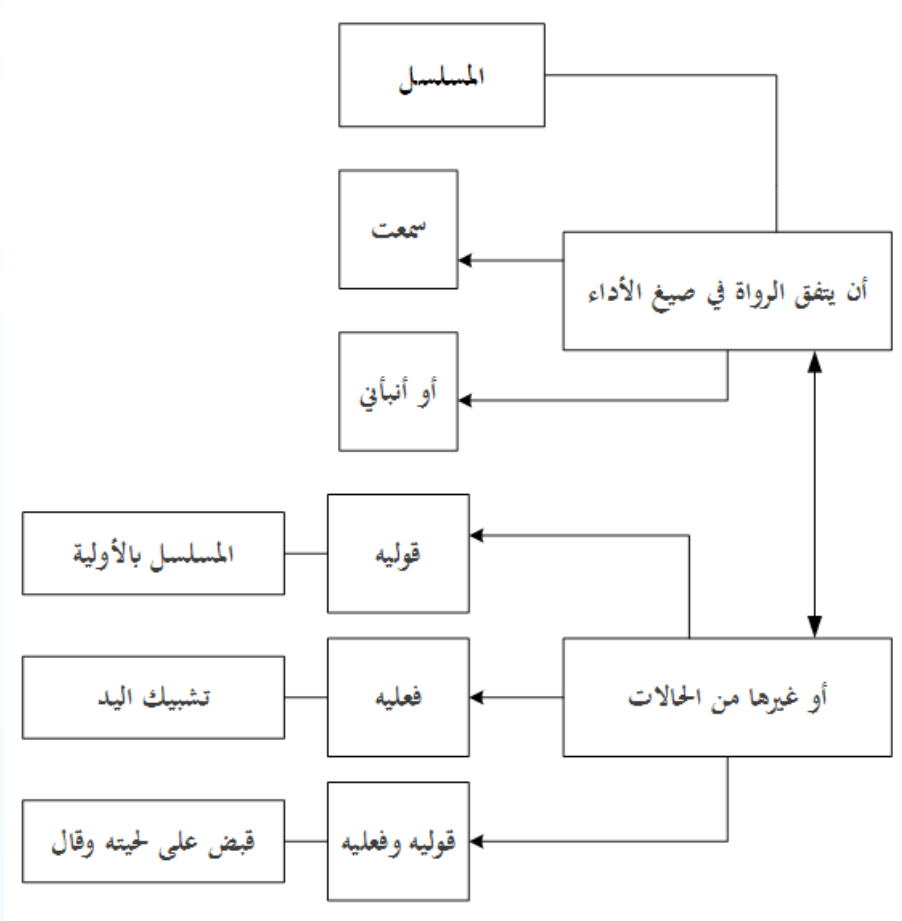 المسلسل
أن يتفق الرواة في صيغ الأداء
سمعت
أو أنبأني
أو غيرها من الحالات
قوليه
المسلسل بالأولية
فعليه
تشبيك اليد
قوليه وفعليه
قبض على لحيته وقال